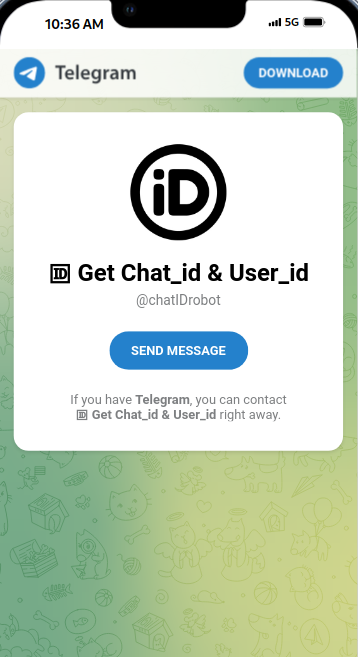 10:36 AM 5G
Telegram DOWNLOAD
iD
🆔 Get Chat_id & User_id
@chatIDrobot
SEND MESSAGE
If you have Telegram, you can contact
🆔 Get Chat_id & User_id right away.